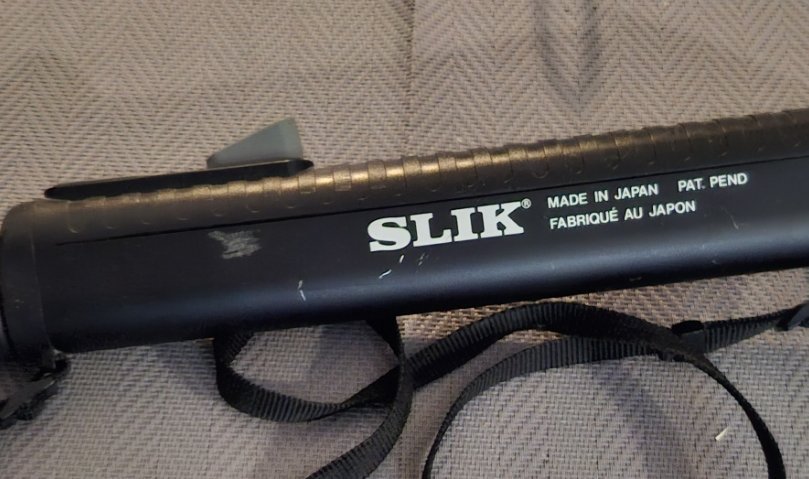 SLIK®
MADE IN JAPAN PAT. PEND
FABRIQUÉ AU JAPON